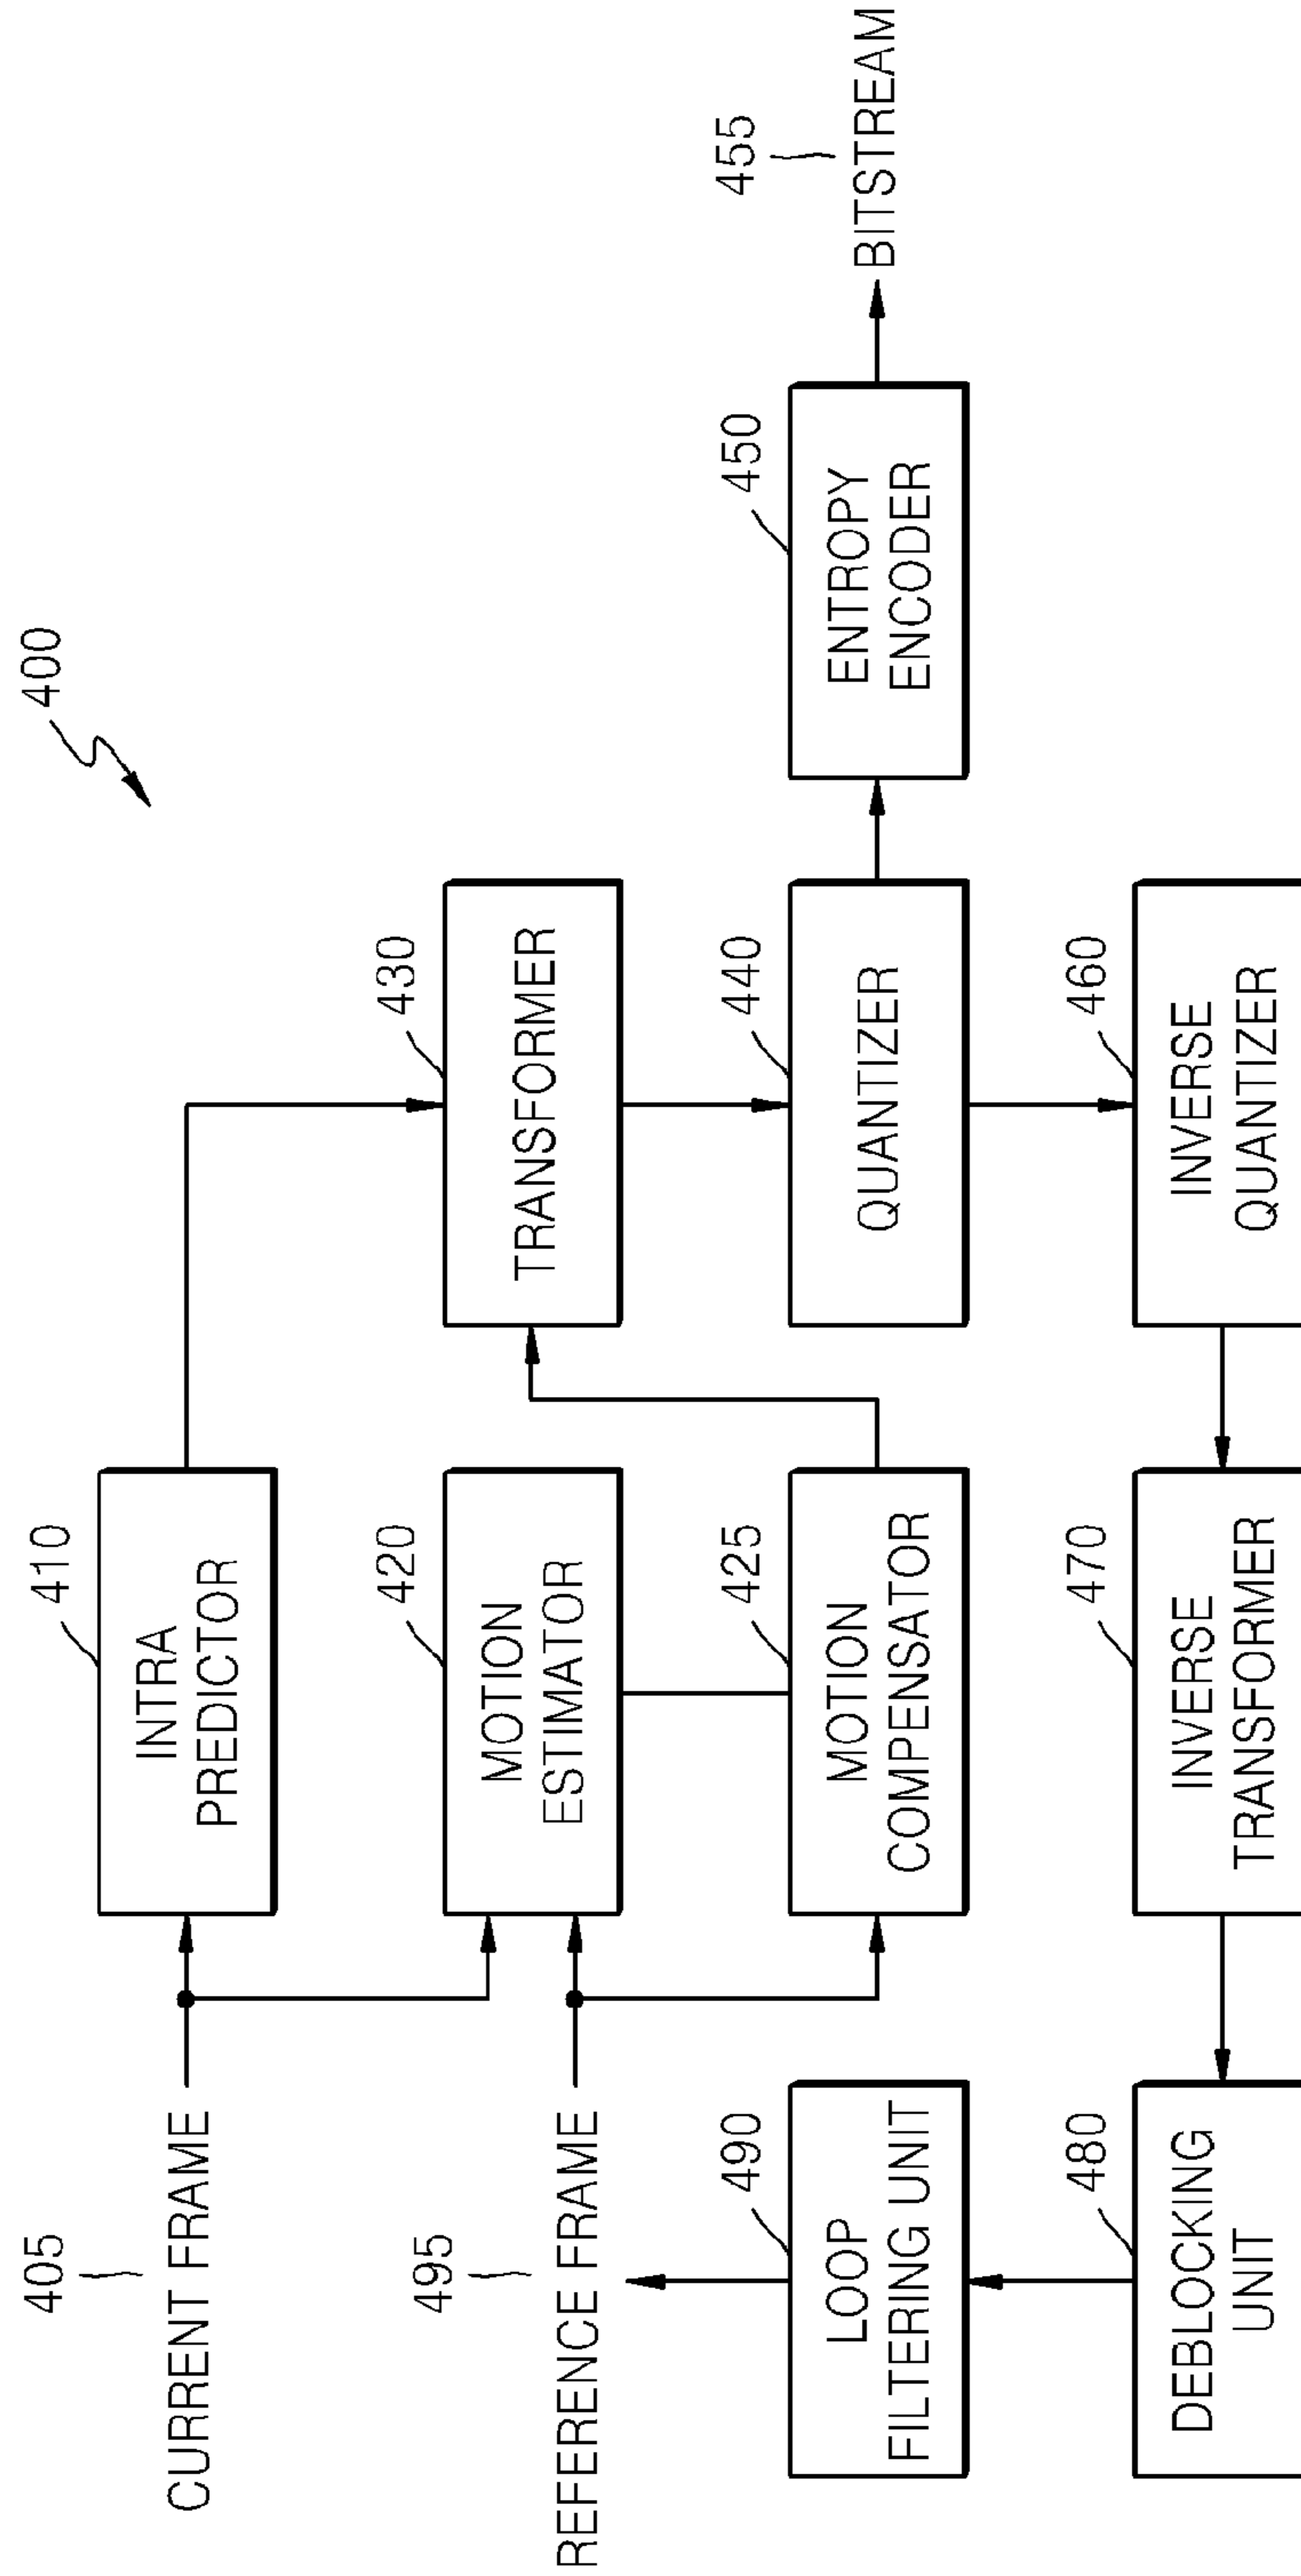 400
405
CURRENT FRAME
410
INTRA
PREDICTOR
495
REFERENCE FRAME
420
MOTION
ESTIMATOR
430
TRANSFORMER
490
LOOP
FILTERING UNIT
425
MOTION
COMPENSATOR
440
QUANTIZER
450
ENTROPY
ENCODER
455
BITSTREAM
480
DEBLOCKING
UNIT
470
INVERSE
TRANSFORMER
460
INVERSE
QUANTIZER